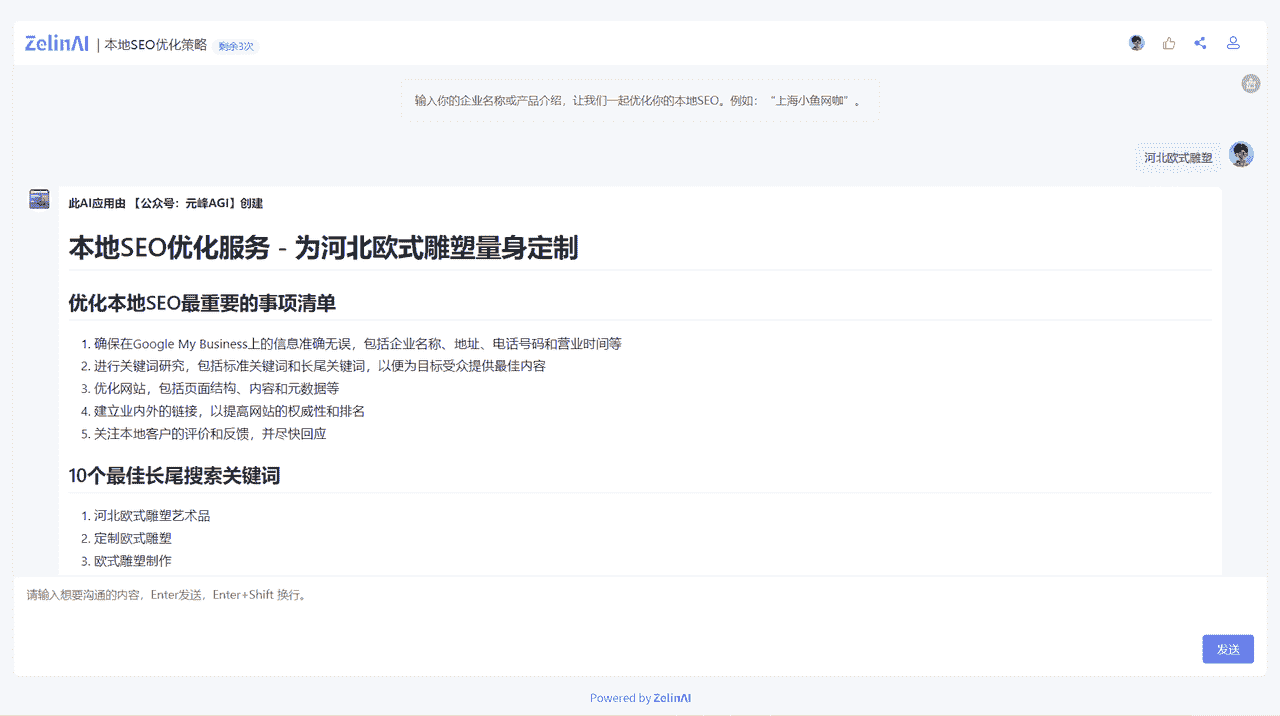 ZelinAI | 本地SEO优化策略 剩余3次
输入你的企业名称或产品介绍，让我们一起优化你的本地SEO。例如：“上海小鱼网咖”。
河北欧式雕塑
此AI应用由 【公众号：元峰AGI】创建
本地SEO优化服务 - 为河北欧式雕塑量身定制
优化本地SEO最重要的事项清单
1. 确保在Google My Business上的信息准确无误，包括企业名称、地址、电话号码和营业时间等
2. 进行关键词研究，包括标准关键词和长尾关键词，以便为目标受众提供最佳内容
3. 优化网站，包括页面结构、内容和元数据等
4. 建立业内外的链接，以提高网站的权威性和排名
5. 关注本地客户的评价和反馈，并尽快回应
10个最佳长尾搜索关键词
1. 河北欧式雕塑艺术品
2. 定制欧式雕塑
3. 欧式雕塑制作
请输入想要沟通的内容，Enter发送，Enter+Shift 换行。
发送
Powered by ZelinAI